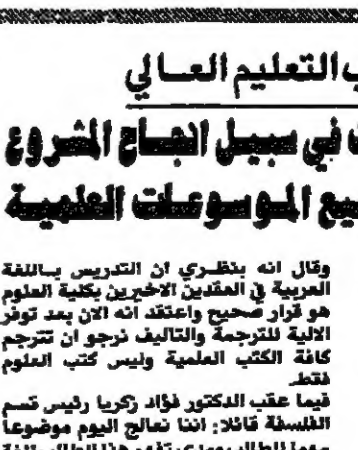 ب التعليم العالي
في سبيل انجاح المشروع
يع الموسوعات العلمية
وقال انه بنظري ان التدريس باللغة
العربية في العقدين الاخيرين بكلية العلوم
هو قرار صحيح واعتقد انه الان بعد توفر
الالية للترجمة والتاليف نرجو ان تترجم
كافة الكتب العلمية وليس كتب العلوم
فقط.
فيما عقب الدكتور فؤاد زكريا رئيس قسم
الفلسفة قائلا: اننا نعالج اليوم موضوعا